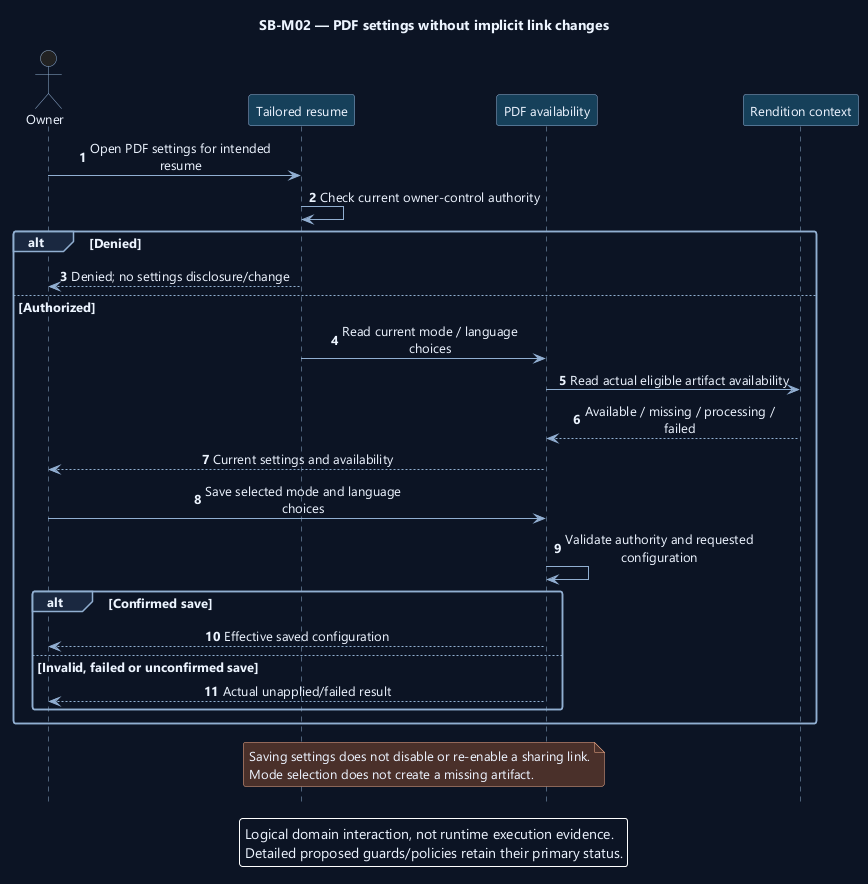 SB-M02 — PDF settings without implicit link changes
Owner
Tailored resume
PDF availability
Rendition context
1 Open PDF settings for intended
resume
2 Check current owner-control authority
alt [Denied]
3 Denied; no settings disclosure/change
[Authorized]
4 Read current mode / language
choices
5 Read actual eligible artifact availability
6 Available / missing / processing /
failed
7 Current settings and availability
8 Save selected mode and language
choices
9 Validate authority and requested
configuration
alt [Confirmed save]
10 Effective saved configuration
[Invalid, failed or unconfirmed save]
11 Actual unapplied/failed result
Saving settings does not disable or re-enable a sharing link.
Mode selection does not create a missing artifact.
Logical domain interaction, not runtime execution evidence.
Detailed proposed guards/policies retain their primary status.